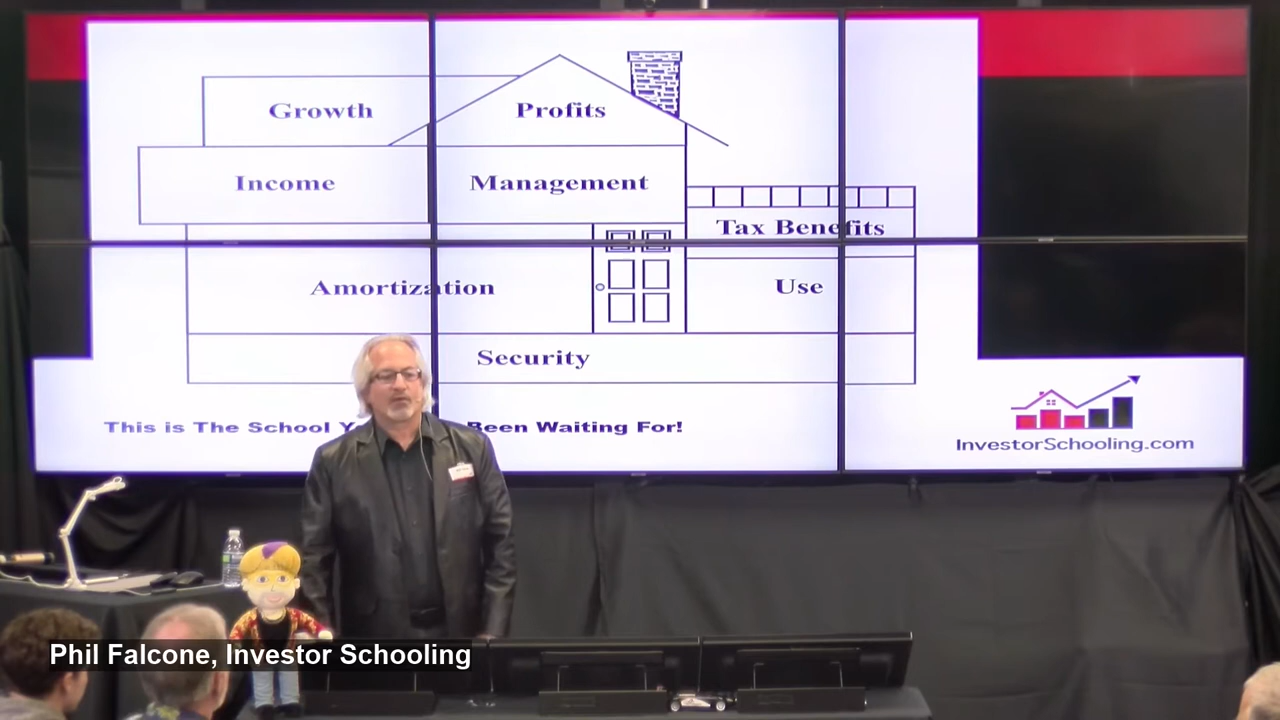 Growth
Profits
Income
Management
Tax Benefits
Amortization
Use
Security
This is The School Y Been Waiting For!
InvestorSchooling.com
Phil Falcone, Investor Schooling